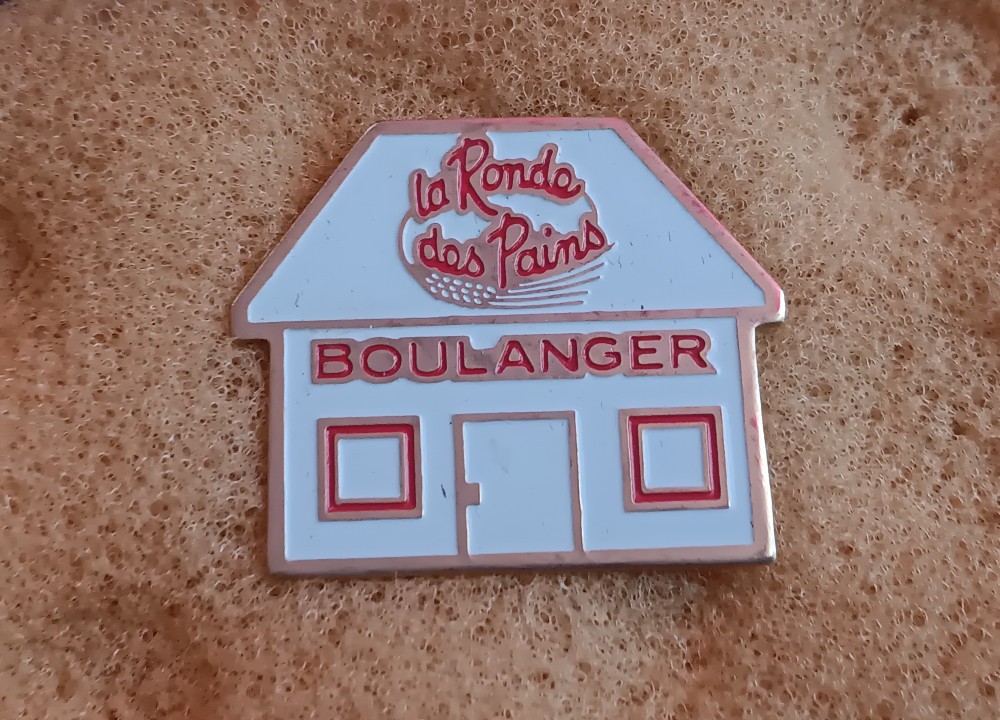 la Ronde
des Pains
BOULANGER